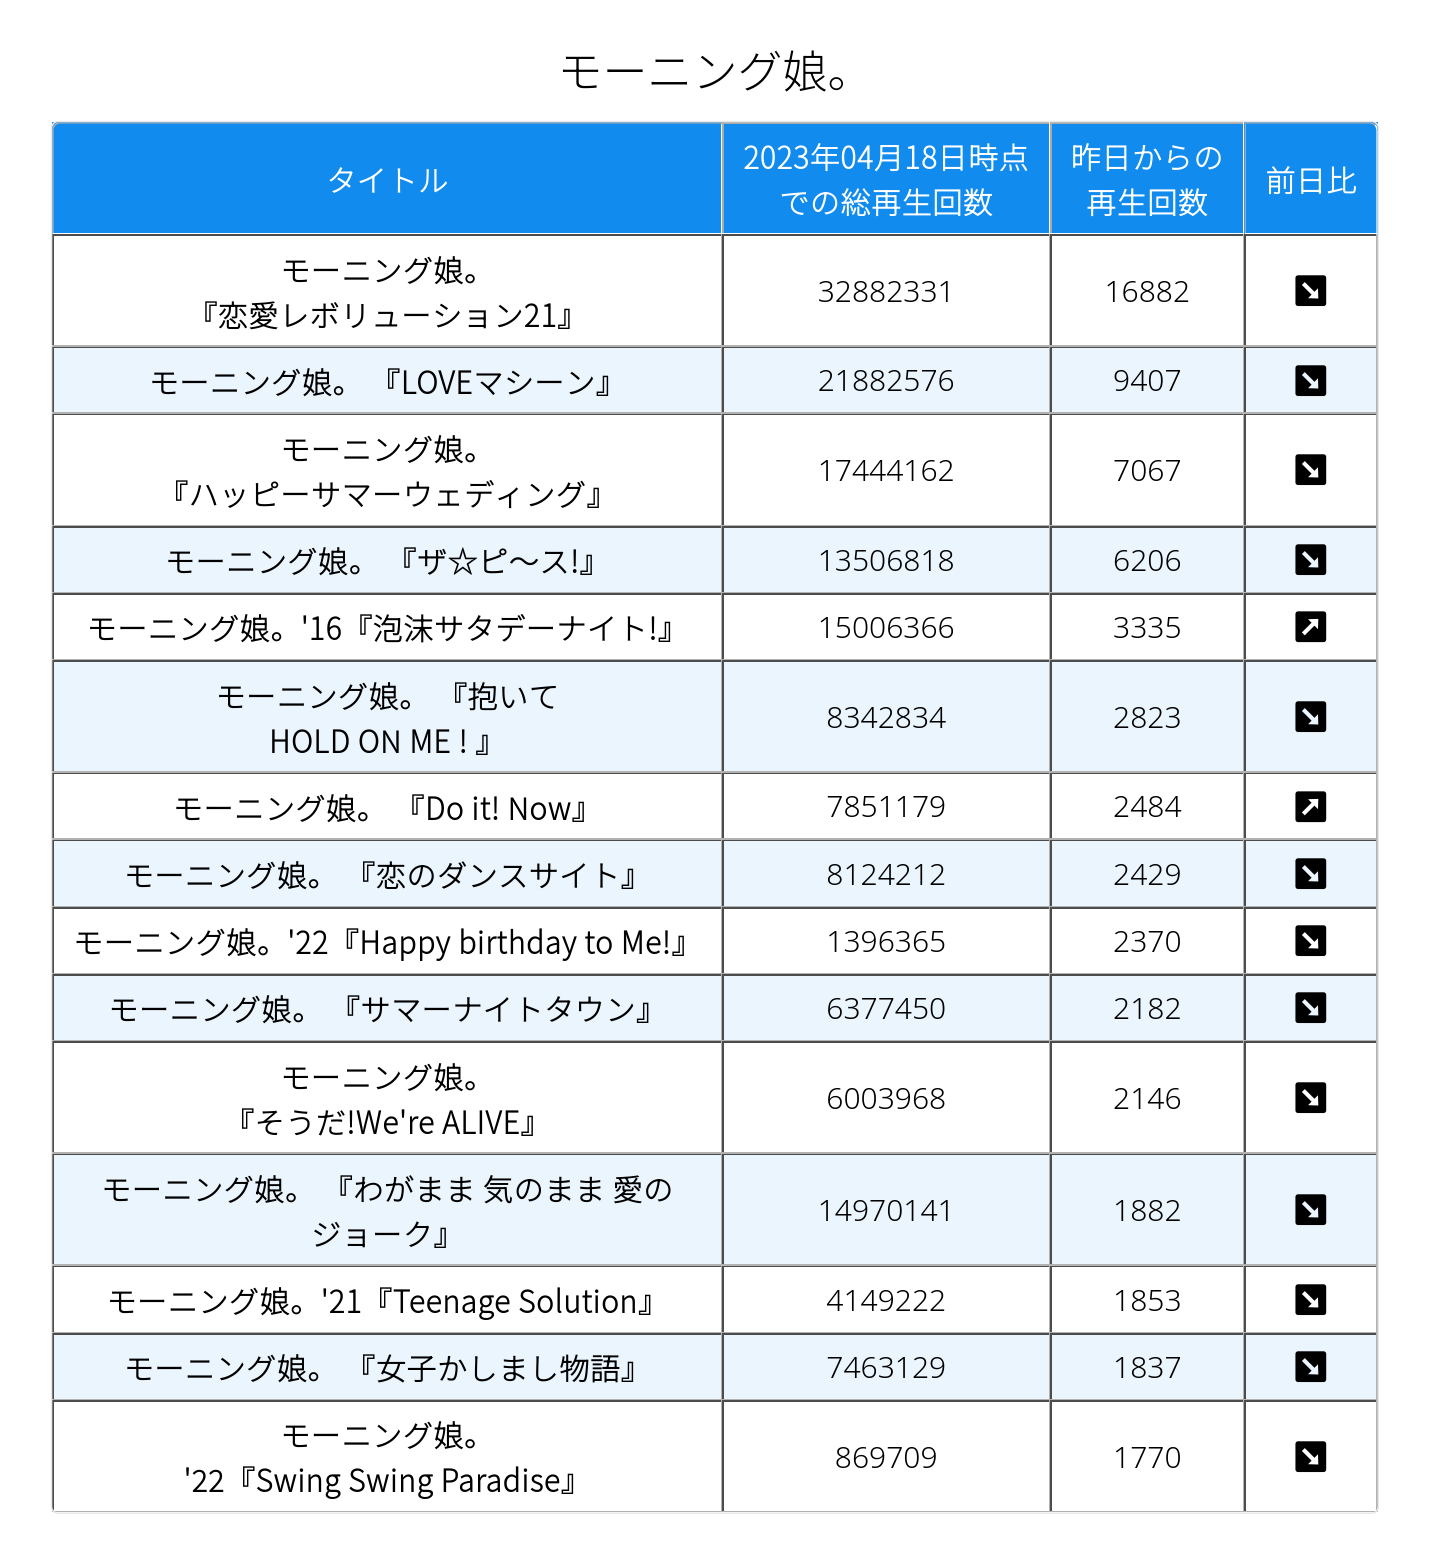 モーニング娘。
タイトル
2023年04月18日時点
での総再生回数
昨日からの
再生回数
前日比
モーニング娘。
『恋愛レボリューション21』
32882331
16882
モーニング娘。 『LOVEマシーン』
21882576
9407
モーニング娘。
『ハッピーサマーウェディング』
17444162
7067
モーニング娘。 『ザ☆ピ〜ス!』
13506818
6206
モーニング娘。'16『泡沫サタデーナイト!』
15006366
3335
モーニング娘。 『抱いて
HOLD ON ME ! 』
8342834
2823
モーニング娘。 『Do it! Now』
7851179
2484
モーニング娘。 『恋のダンスサイト』
8124212
2429
モーニング娘。'22『Happy birthday to Me!』
1396365
2370
モーニング娘。 『サマーナイトタウン』
6377450
2182
モーニング娘。
『そうだ!We're ALIVE』
6003968
2146
モーニング娘。 『わがまま 気のまま 愛の
ジョーク』
14970141
1882
モーニング娘。'21『Teenage Solution』
4149222
1853
モーニング娘。 『女子かしまし物語』
7463129
1837
モーニング娘。
'22『Swing Swing Paradise』
869709
1770